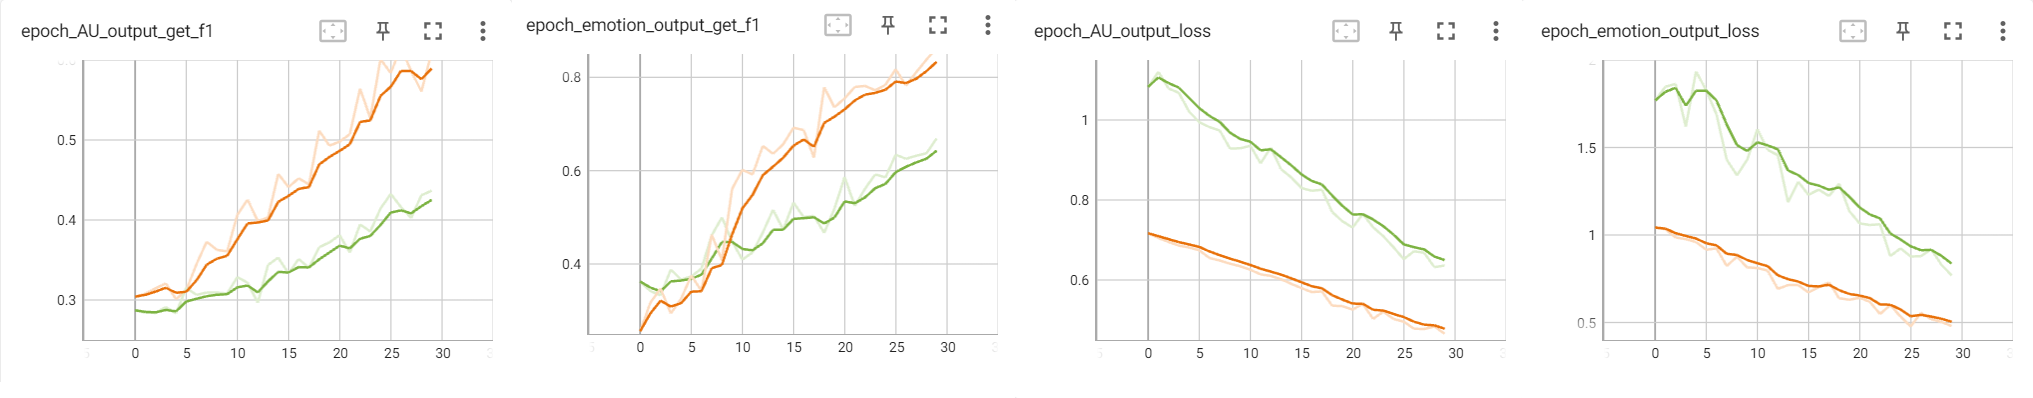 epoch_AU_output_get_f1
0.5
0.4
0.3
0 5 10 15 20 25 30
epoch_emotion_output_get_f1
0.8
0.6
0.4
0 5 10 15 20 25 30
epoch_AU_output_loss
1
0.8
0.6
0 5 10 15 20 25 30
epoch_emotion_output_loss
1.5
1
0.5
0 5 10 15 20 25 30